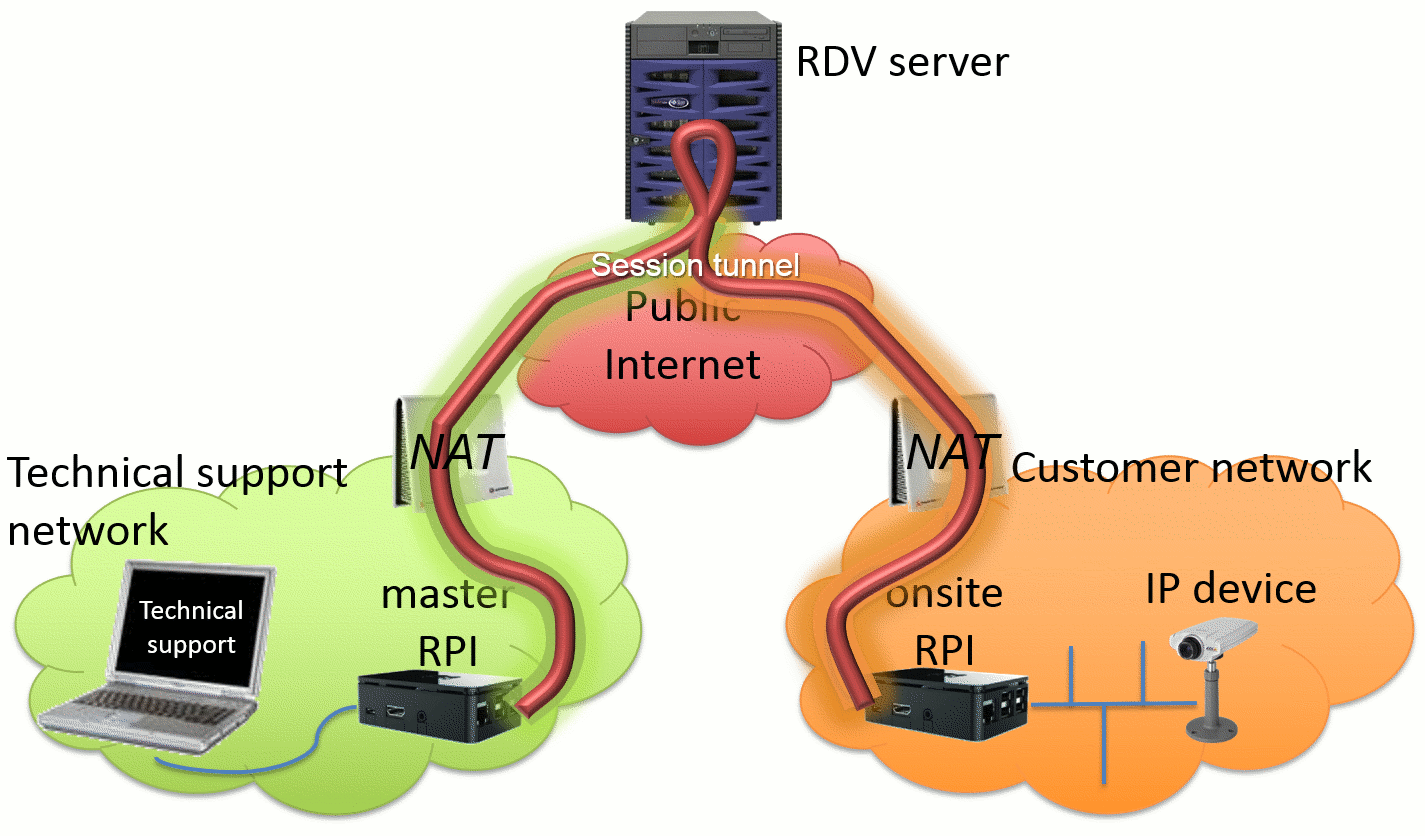 RDV server
Session tunnel
Public
Internet
NAT
NAT
Technical support
network
Customer network
Technical
support
master
RPI
onsite
RPI
IP device